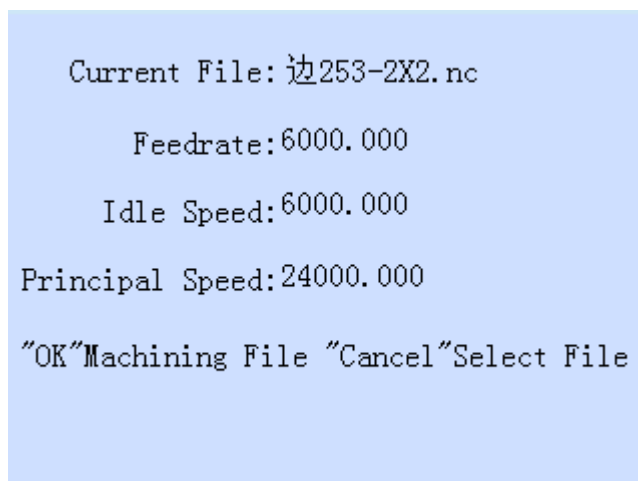 Current File: 边253-2X2.nc
Feedrate:6000.000
Idle Speed:6000.000
Principal Speed:24000.000
"OK"Machining File "Cancel"Select File